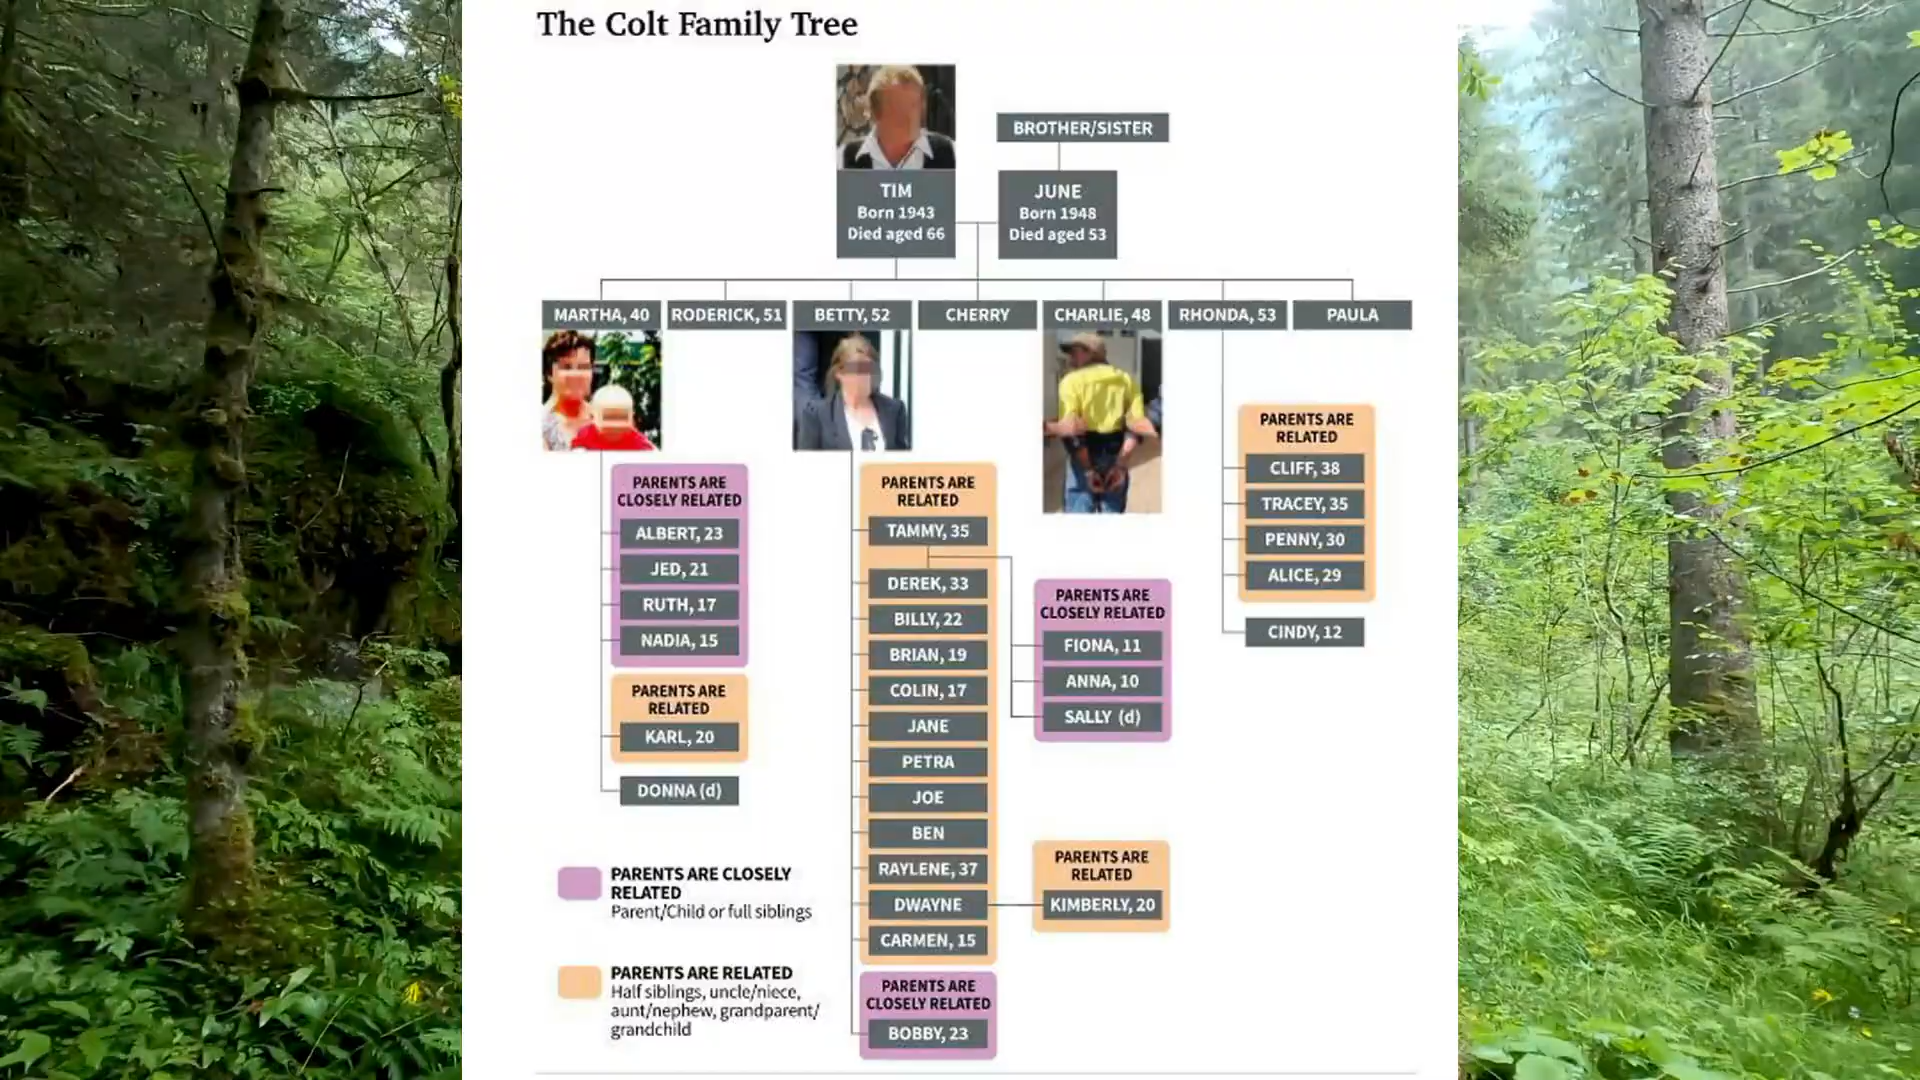 The Colt Family Tree
BROTHER/SISTER
TIM
Born 1943
Died aged 66
JUNE
Born 1948
Died aged 53
MARTHA, 40
RODERICK, 51
BETTY, 52
CHERRY
CHARLIE, 48
RHONDA, 53
PAULA
PARENTS ARE
CLOSELY RELATED
ALBERT, 23
JED, 21
RUTH, 17
NADIA, 15
PARENTS ARE
RELATED
KARL, 20
DONNA (d)
PARENTS ARE
RELATED
TAMMY, 35
DEREK, 33
BILLY, 22
BRIAN, 19
COLIN, 17
JANE
PETRA
JOE
BEN
RAYLENE, 37
DWAYNE
CARMEN, 15
PARENTS ARE
CLOSELY RELATED
BOBBY, 23
PARENTS ARE
CLOSELY RELATED
FIONA, 11
ANNA, 10
SALLY (d)
PARENTS ARE
RELATED
KIMBERLY, 20
PARENTS ARE
RELATED
CLIFF, 38
TRACEY, 35
PENNY, 30
ALICE, 29
CINDY, 12
PARENTS ARE CLOSELY
RELATED
Parent/Child or full siblings
PARENTS ARE RELATED
Half siblings, uncle/niece,
aunt/nephew, grandparent/
grandchild